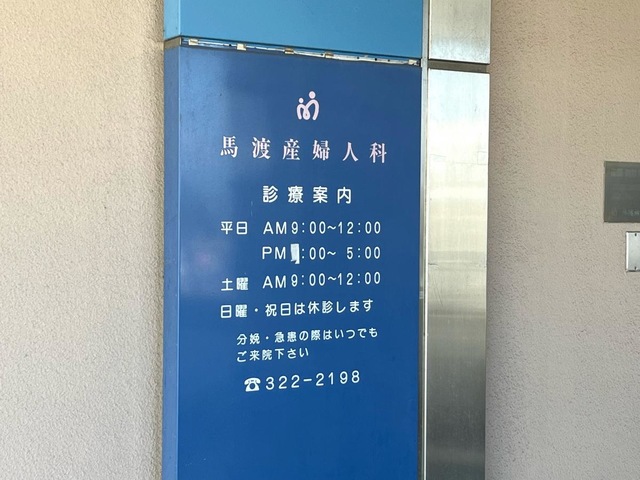 馬渡産婦人科
診療案内
平日 AM9:00〜12:00
PM :00〜 5:00
土曜 AM9:00〜12:00
日曜・祝日は休診します
分娩・急患の際はいつでも
ご来院下さい
☎322-2198